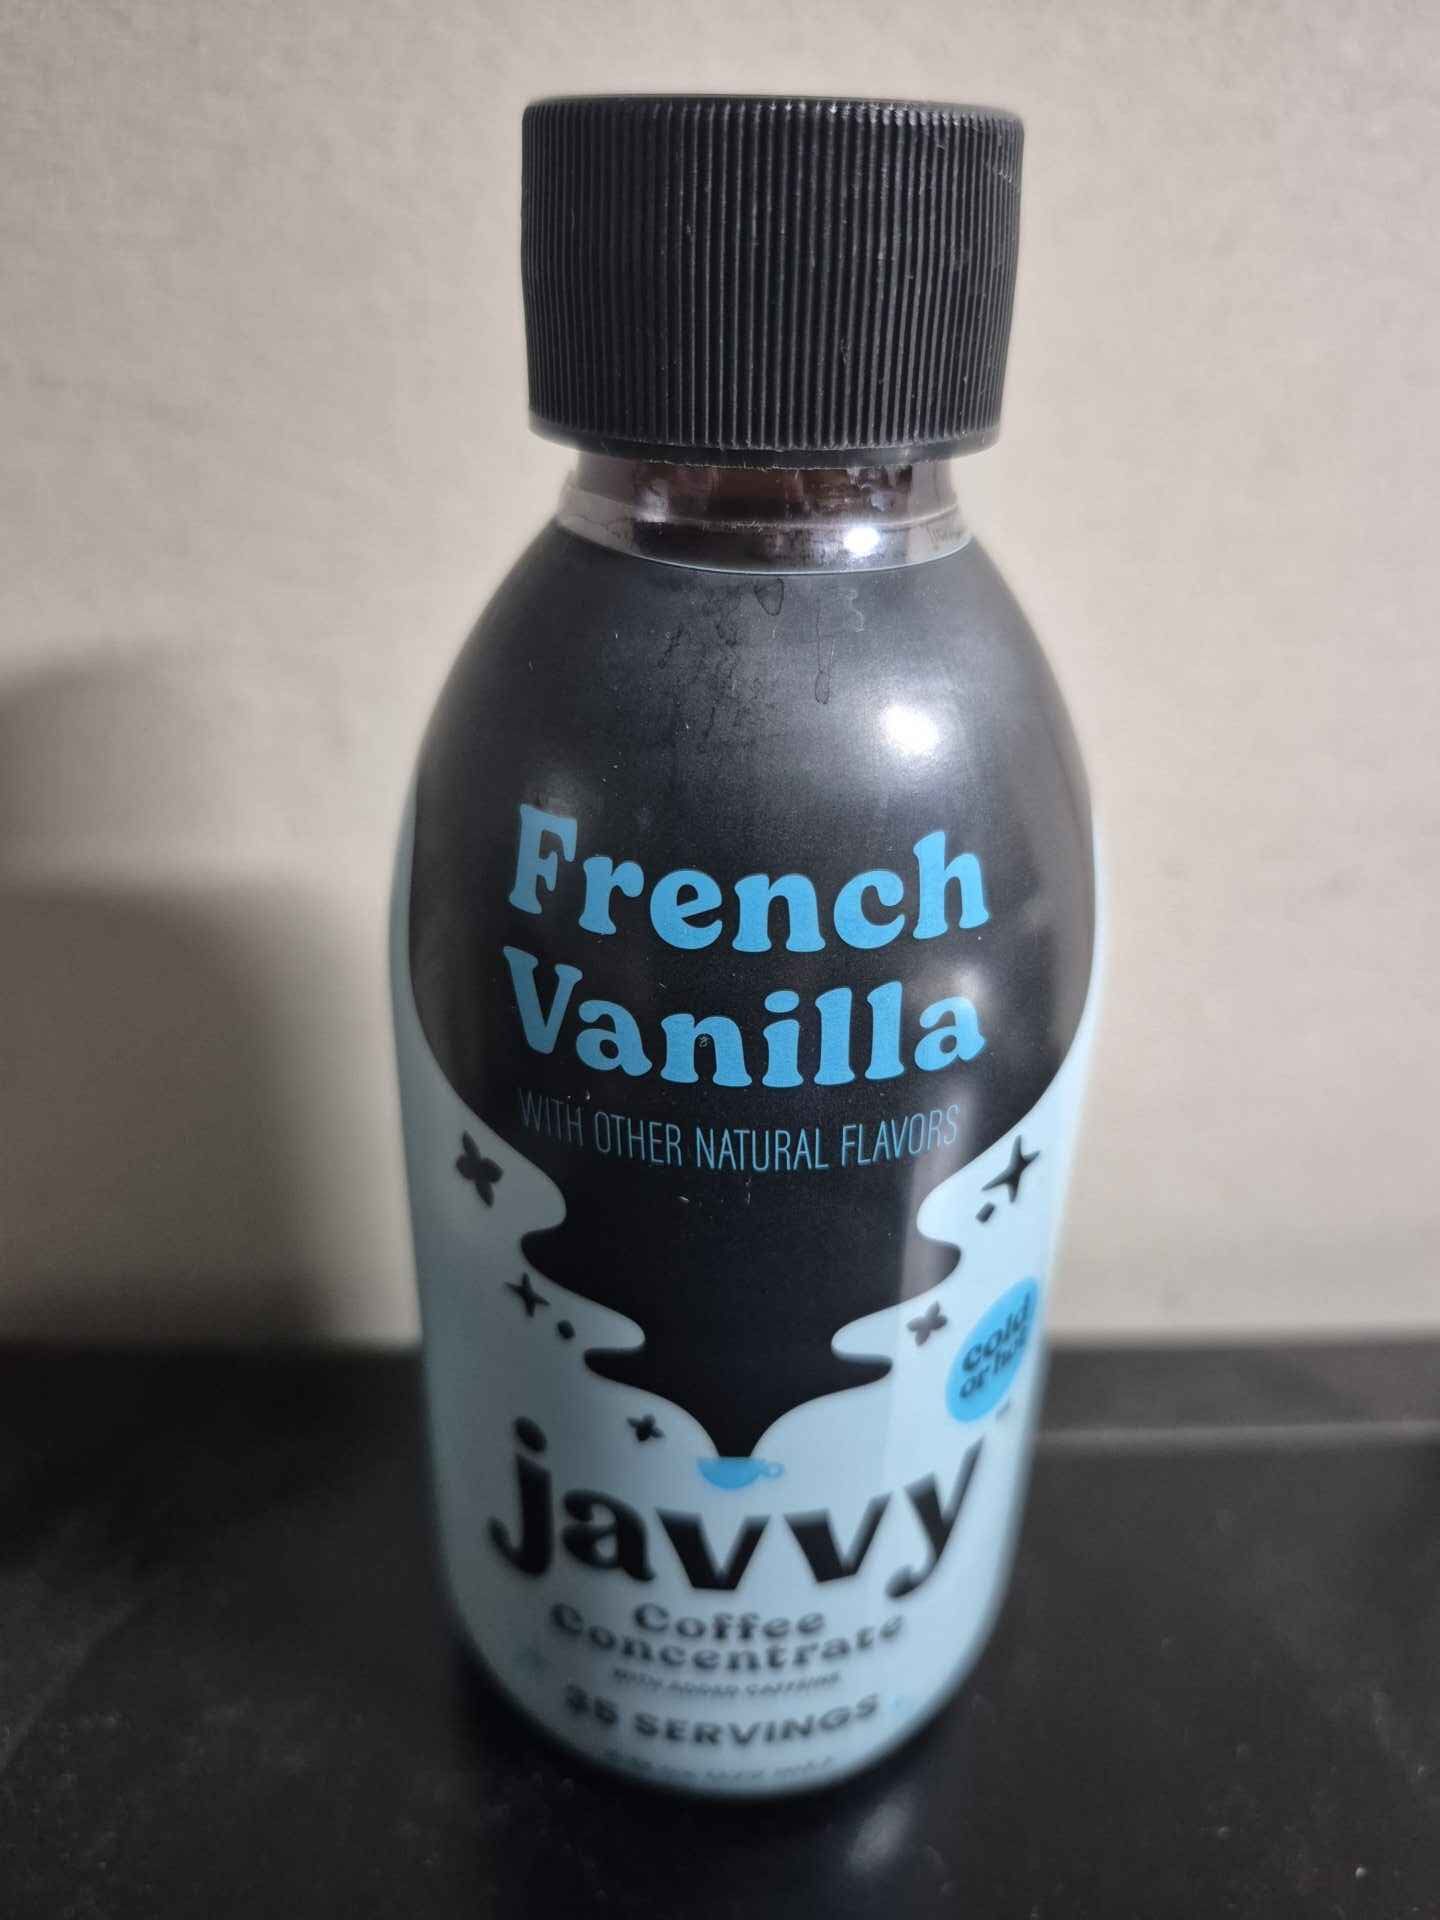 French
Vanilla
WITH OTHER NATURAL FLAVORS
cold
or hot
javvy
Coffee
Concentrate
WITH ADDED CAFFEINE
35 SERVINGS